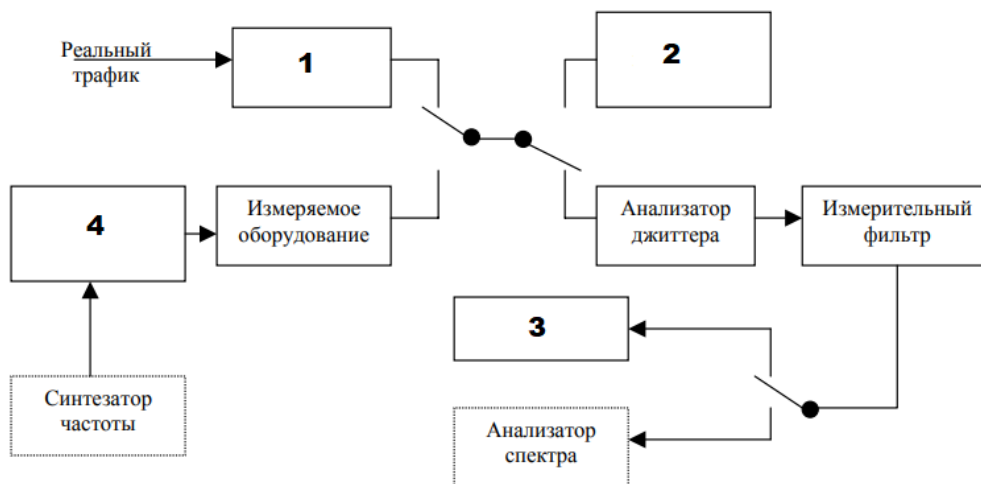 Реальный
трафик
1
2
4
Измеряемое
оборудование
Анализатор
джиттера
Измерительный
фильтр
3
Синтезатор
частоты
Анализатор
спектра